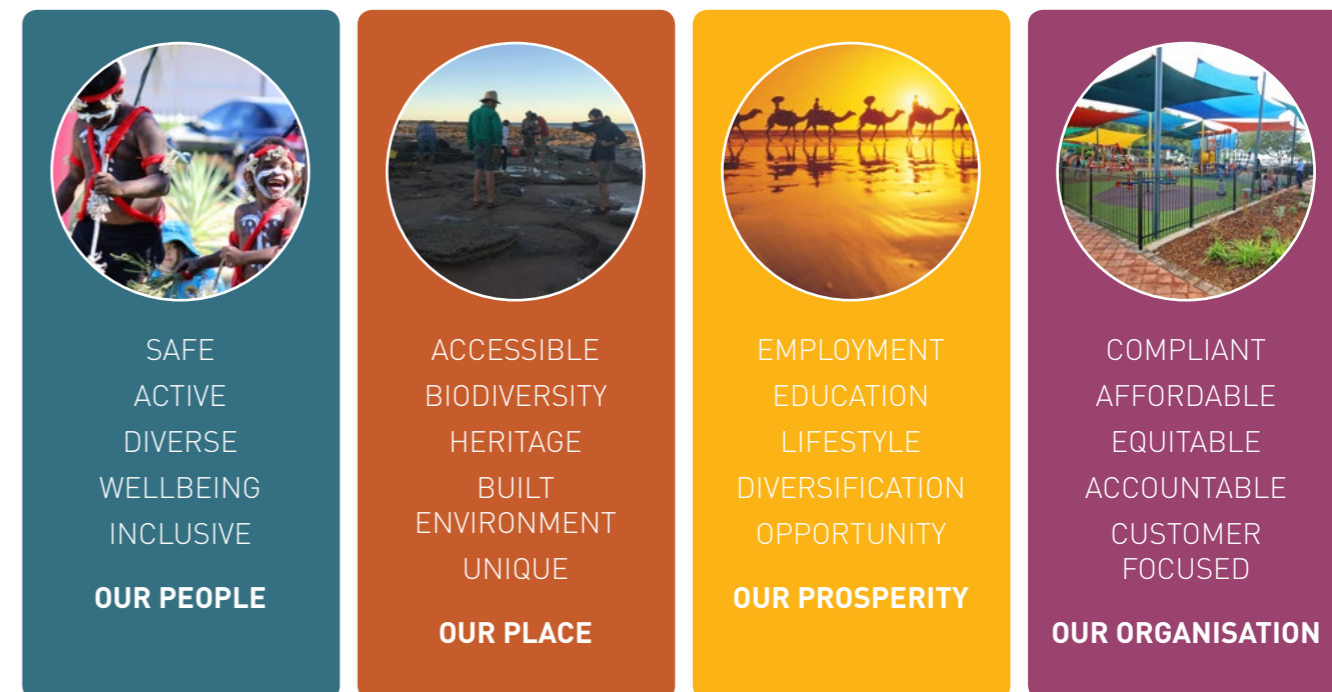 SAFE
ACTIVE
DIVERSE
WELLBEING
INCLUSIVE
OUR PEOPLE
ACCESSIBLE
BIODIVERSITY
HERITAGE
BUILT
ENVIRONMENT
UNIQUE
OUR PLACE
EMPLOYMENT
EDUCATION
LIFESTYLE
DIVERSIFICATION
OPPORTUNITY
OUR PROSPERITY
COMPLIANT
AFFORDABLE
EQUITABLE
ACCOUNTABLE
CUSTOMER
FOCUSED
OUR ORGANISATION